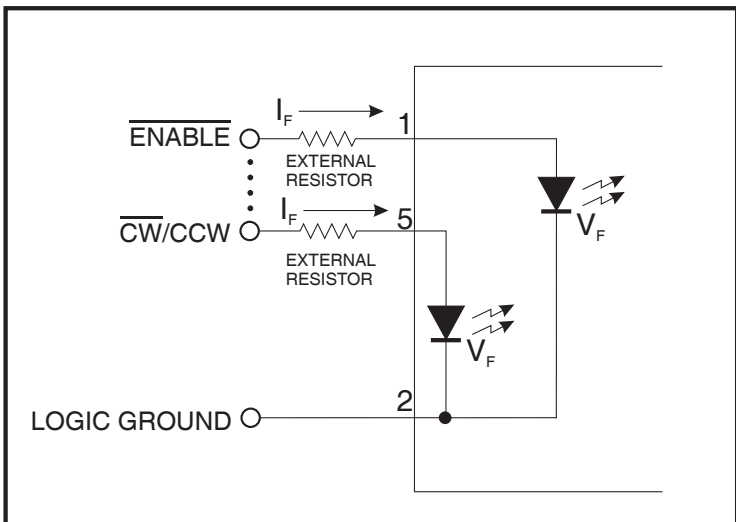 I_F
1
ENABLE
EXTERNAL
RESISTOR
V_F
I_F
5
CW/CCW
EXTERNAL
RESISTOR
V_F
2
LOGIC GROUND